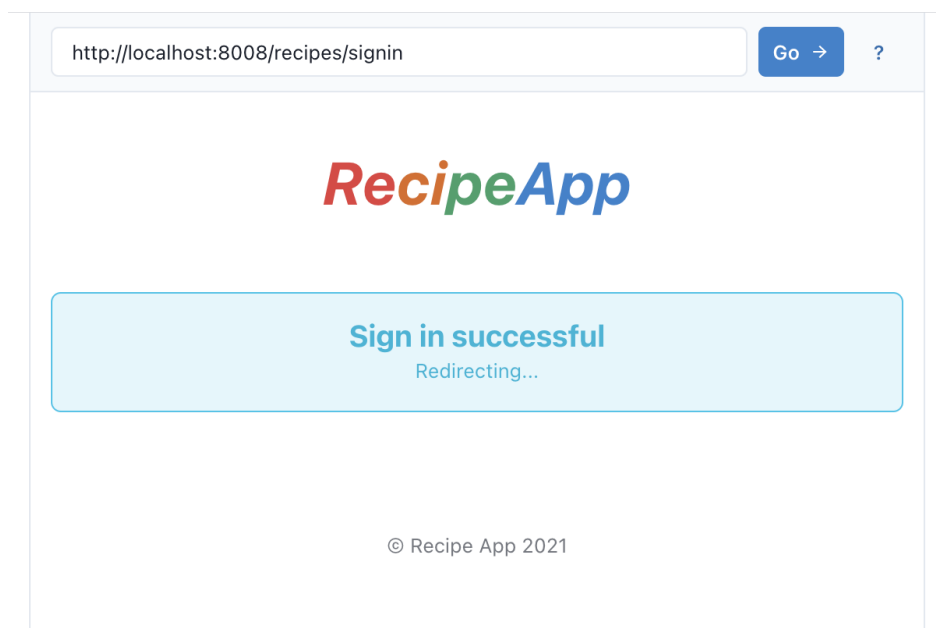 http://localhost:8008/recipes/signin
Go →
?
RecipeApp
Sign in successful
Redirecting...
© Recipe App 2021